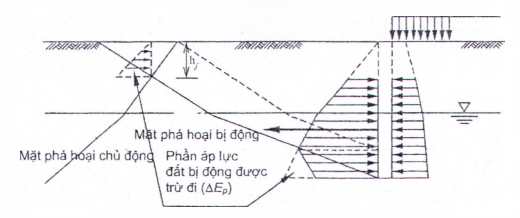 hf
Mặt phá hoại bị động
Mặt phá hoại chủ động
Phần áp lực
đất bị động được
trừ đi (ΔEp)